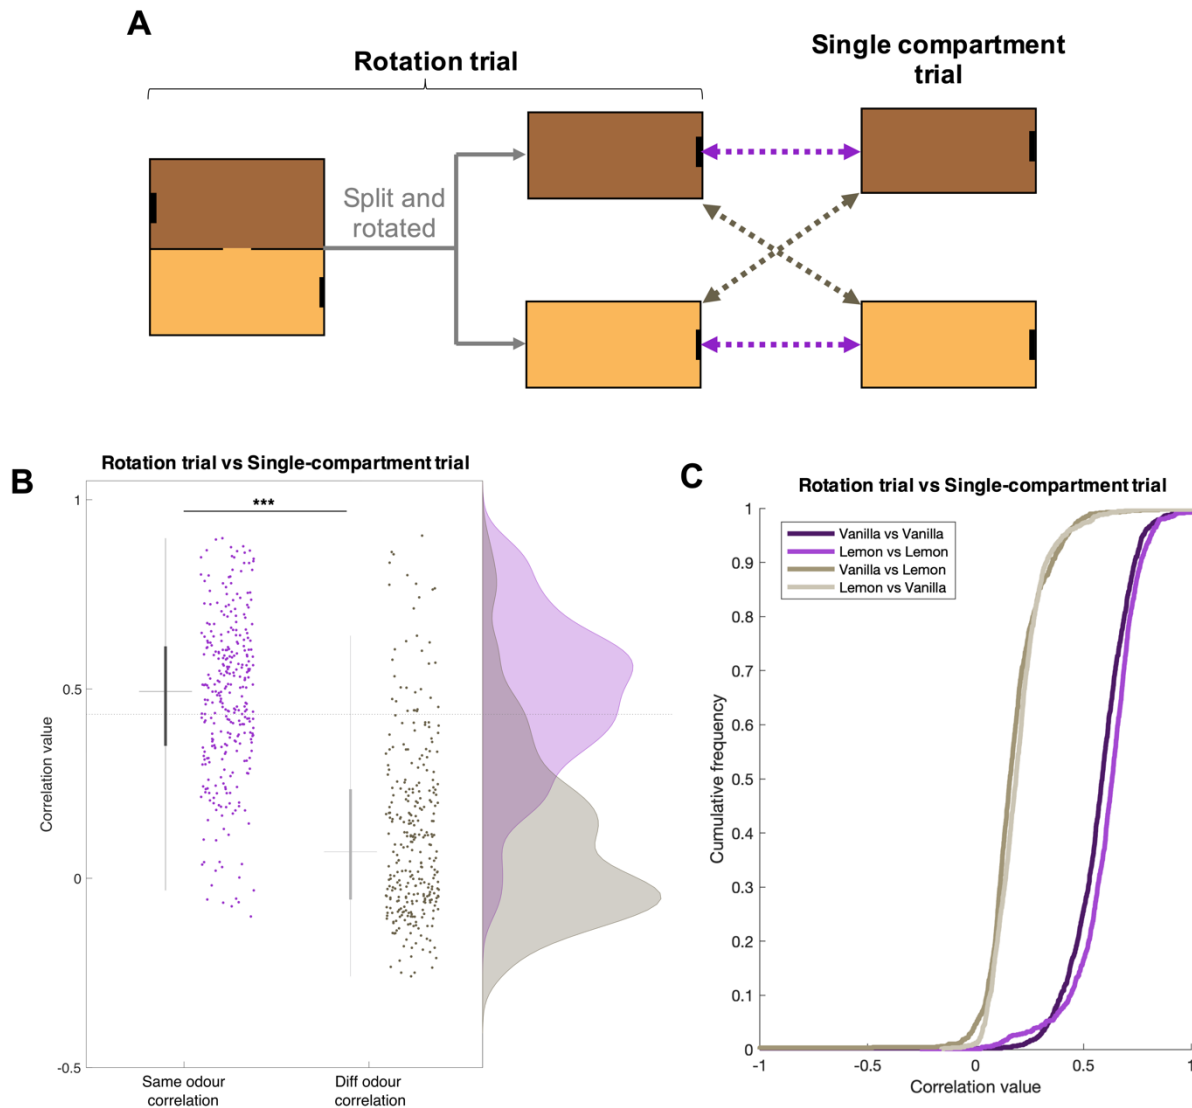 A
Rotation trial
Single compartment
trial
Split and
rotated
B
Rotation trial vs Single-compartment trial
***
1
0.5
0
-0.5
Correlation value
Same odour
correlation
Diff odour
correlation
C
Rotation trial vs Single-compartment trial
Vanilla vs Vanilla
Lemon vs Lemon
Vanilla vs Lemon
Lemon vs Vanilla
1
0.9
0.8
0.7
0.6
0.5
0.4
0.3
0.2
0.1
0
Cumulative frequency
-1
-0.5
0
0.5
1
Correlation value